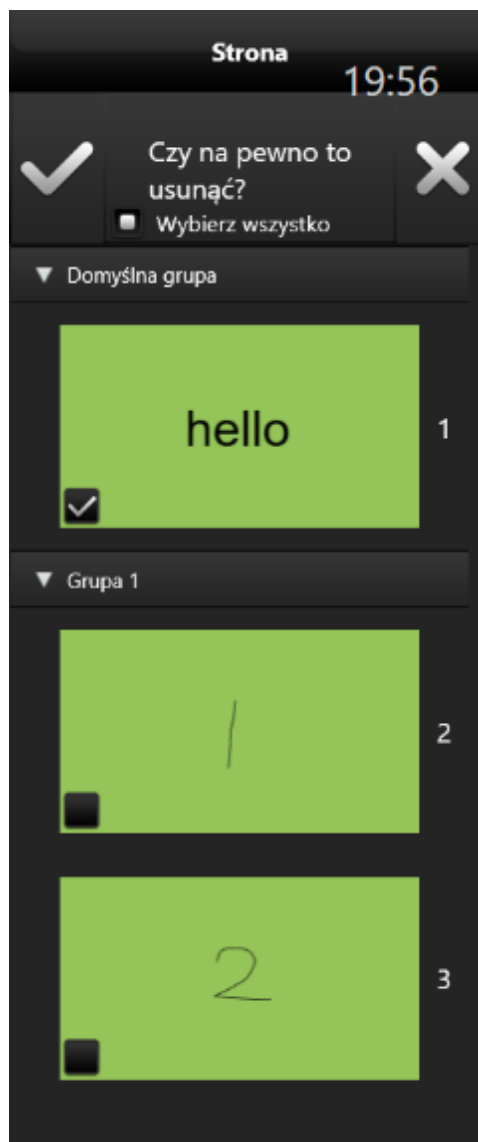 Strona
19:56
Czy na pewno to
usunąć?
Wybierz wszystko
Domyślna grupa
hello
1
Grupa 1
1
2
2
3